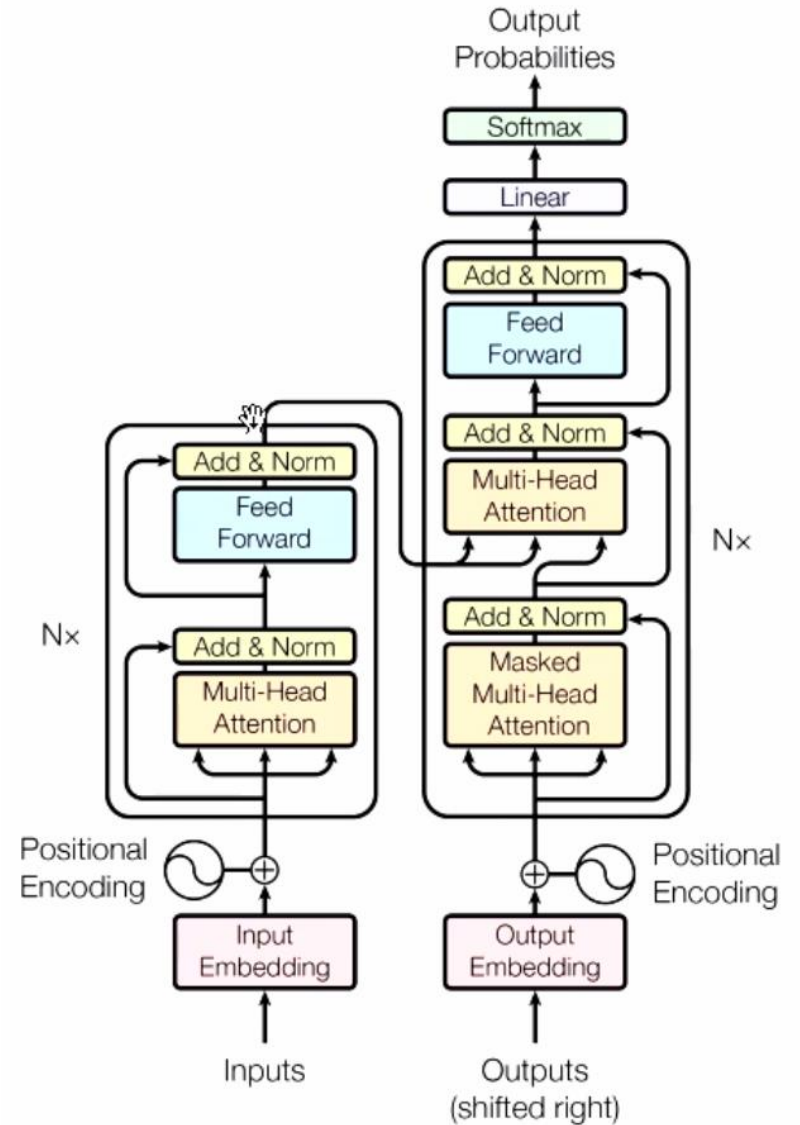 Output
Probabilities
Softmax
Linear
Add & Norm
Feed
Forward
Add & Norm
Multi-Head
Attention
Add & Norm
Masked
Multi-Head
Attention
Nx
Add & Norm
Feed
Forward
Add & Norm
Multi-Head
Attention
Nx
Positional
Encoding
Positional
Encoding
Input
Embedding
Output
Embedding
Inputs
Outputs
(shifted right)